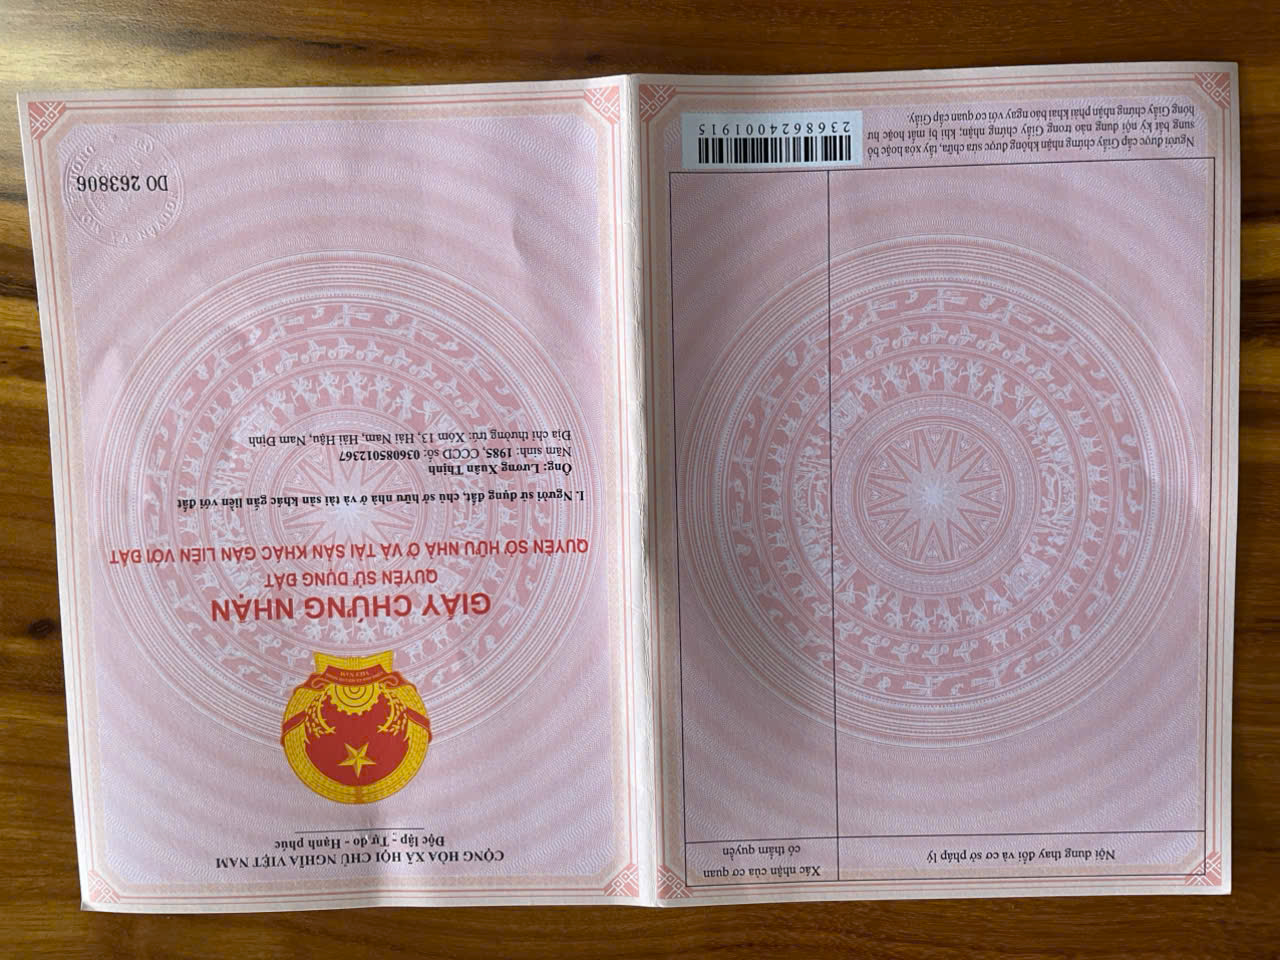 Nội dung thay đổi và cơ sở pháp lý
Xác nhận của cơ quan
có thẩm quyền
Người được cấp Giấy chứng nhận không được sửa chữa, tẩy xóa hoặc bổ
sung bất kỳ nội dung nào trong Giấy chứng nhận; khi bị mất hoặc hư
hỏng Giấy chứng nhận phải khai báo ngay với cơ quan cấp Giấy.
2368624001915
CỘNG HÒA XÃ HỘI CHỦ NGHĨA VIỆT NAM
Độc lập - Tự do - Hạnh phúc
VIỆT NAM
GIẤY CHỨNG NHẬN
QUYỀN SỬ DỤNG ĐẤT
QUYỀN SỞ HỮU NHÀ Ở VÀ TÀI SẢN KHÁC GẮN LIỀN VỚI ĐẤT
I. Người sử dụng đất, chủ sở hữu nhà ở và tài sản khác gắn liền với đất
Ông: Lương Xuân Thịnh
Năm sinh: 1985, CCCD số: 036085012367
Địa chỉ thường trú: Xóm 13, Hải Nam, Hải Hậu, Nam Định
DO 263806